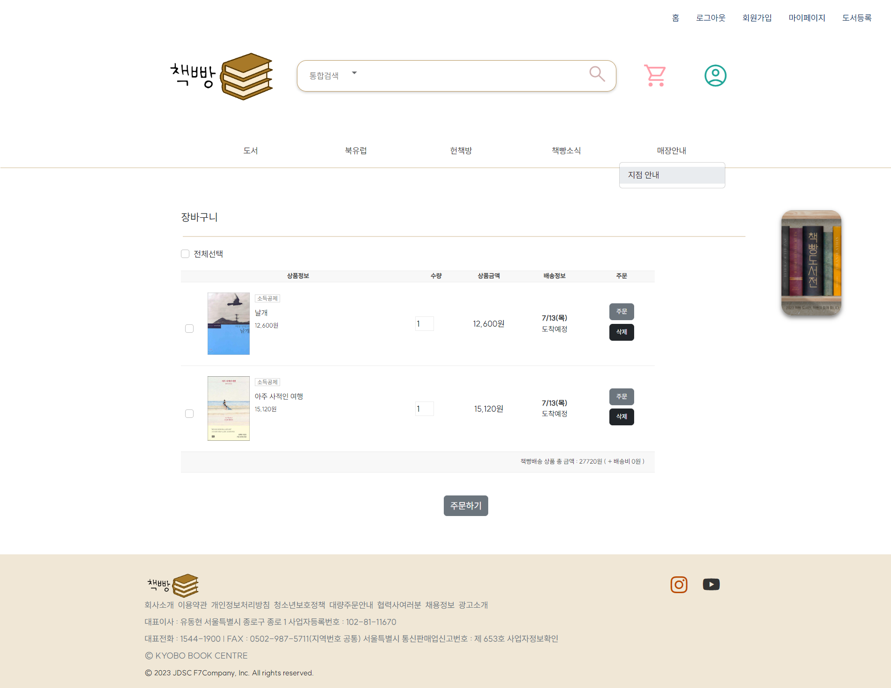 홈 로그아웃 회원가입 마이페이지 도서등록
책빵
통합검색
도서 북유럽 헌책방 책빵소식 매장안내
지점 안내
장바구니
전체선택
상품정보 수량 상품금액 배송정보 주문
소득공제
날개
12,600원
1
12,600원
7/13(목)
도착예정
주문
삭제
소득공제
아주 사적인 여행
15,120원
1
15,120원
7/13(목)
도착예정
주문
삭제
책빵배송 상품 총 금액 : 27720원 ( + 배송비 0원 )
주문하기
책빵도서전
책빵
회사소개 이용약관 개인정보처리방침 청소년보호정책 대량주문안내 협력사여러분 채용정보 광고소개
대표이사 : 유동현 서울특별시 종로구 종로 1 사업자등록번호 : 102-81-11670
대표전화 : 1544-1900 I FAX : 0502-987-5711(지역번호 공통) 서울특별시 통신판매업신고번호 : 제 653호 사업자정보확인
© KYOBO BOOK CENTRE
© 2023 JDSC F7Company, Inc. All rights reserved.